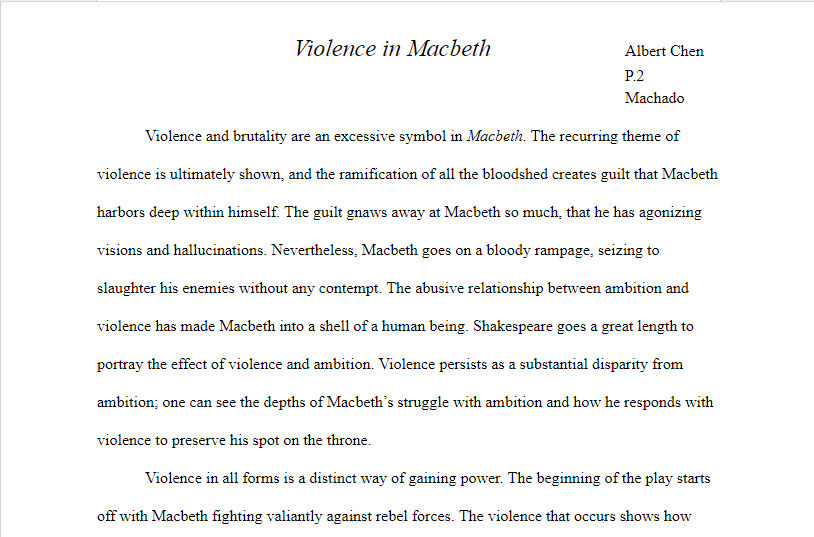 Violence in Macbeth
Albert Chen
P.2
Machado
Violence and brutality are an excessive symbol in Macbeth. The recurring theme of
violence is ultimately shown, and the ramification of all the bloodshed creates guilt that Macbeth
harbors deep within himself. The guilt gnaws away at Macbeth so much, that he has agonizing
visions and hallucinations. Nevertheless, Macbeth goes on a bloody rampage, seizing to
slaughter his enemies without any contempt. The abusive relationship between ambition and
violence has made Macbeth into a shell of a human being. Shakespeare goes a great length to
portray the effect of violence and ambition. Violence persists as a substantial disparity from
ambition; one can see the depths of Macbeth’s struggle with ambition and how he responds with
violence to preserve his spot on the throne.
Violence in all forms is a distinct way of gaining power. The beginning of the play starts
off with Macbeth fighting valiantly against rebel forces. The violence that occurs shows how